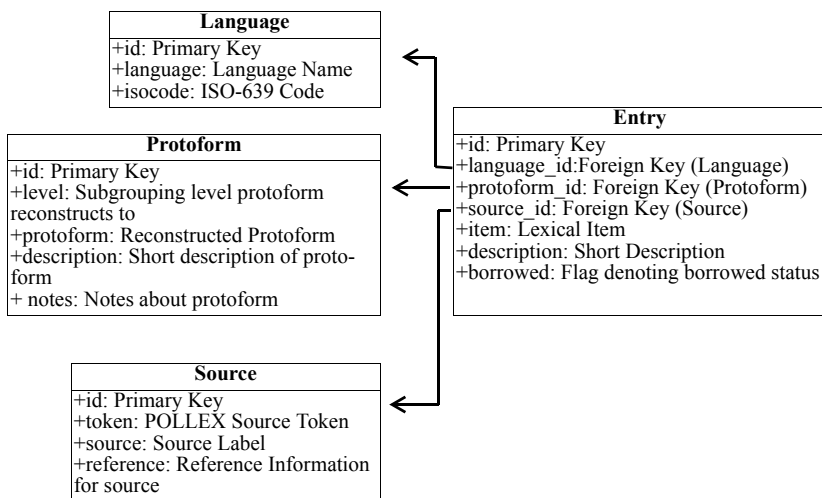 Language
+id: Primary Key
+language: Language Name
+isocode: ISO-639 Code
Protoform
+id: Primary Key
+level: Subgrouping level protoform
reconstructs to
+protoform: Reconstructed Protoform
+description: Short description of proto-
form
+ notes: Notes about protoform
Source
+id: Primary Key
+token: POLLEX Source Token
+source: Source Label
+reference: Reference Information
for source
Entry
+id: Primary Key
+language_id:Foreign Key (Language)
+protoform_id: Foreign Key (Protoform)
+source_id: Foreign Key (Source)
+item: Lexical Item
+description: Short Description
+borrowed: Flag denoting borrowed status